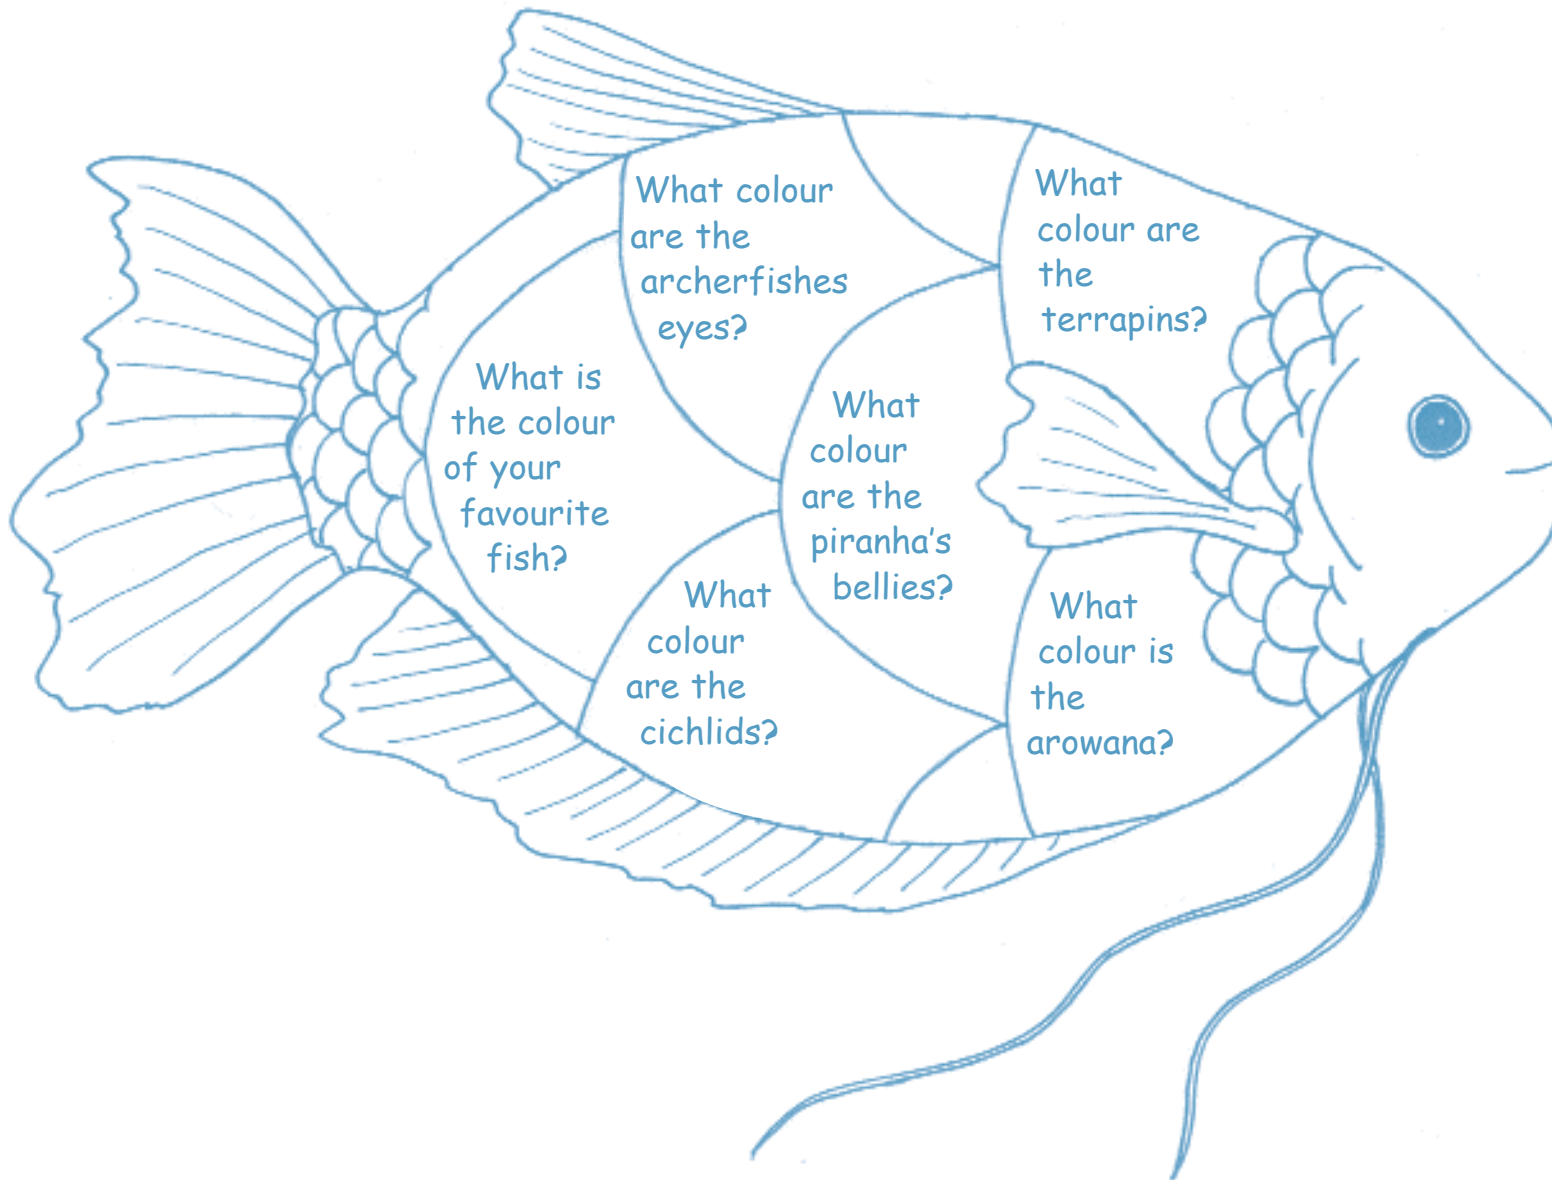 What colour
are the
archerfishes
eyes?
What
colour are
the
terrapins?
What is
the colour
of your
favourite
fish?
What
colour
are the
piranha's
bellies?
What
colour
are the
cichlids?
What
colour is
the
arowana?